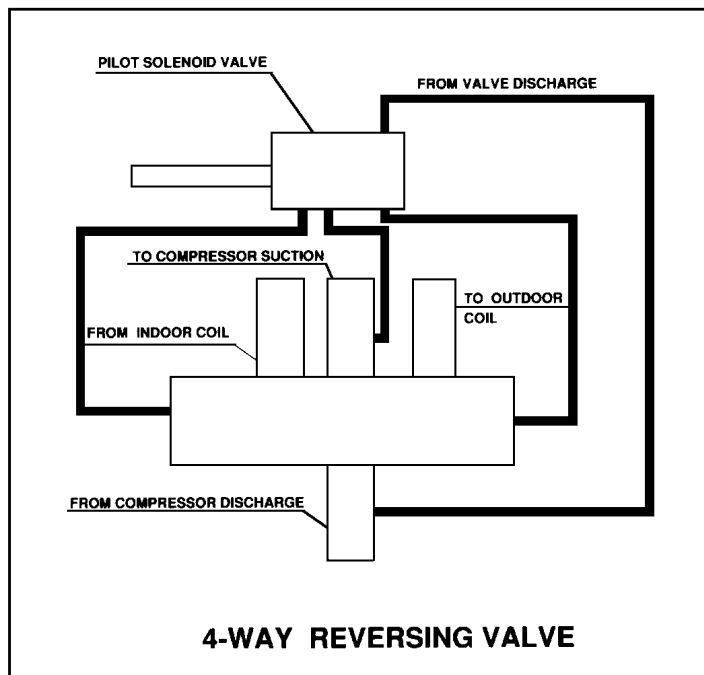 PILOT SOLENOID VALVE
FROM VALVE DISCHARGE
TO COMPRESSOR SUCTION
TO OUTDOOR
COIL
FROM INDOOR COIL
FROM COMPRESSOR DISCHARGE
4-WAY REVERSING VALVE